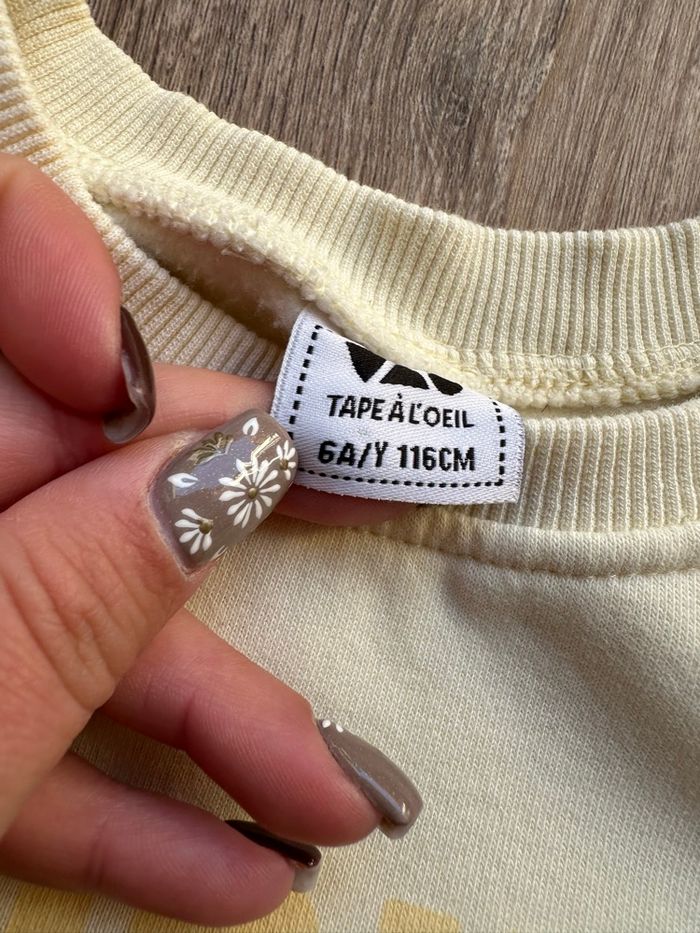 TAPE À L'OEIL
6A/Y 116CM